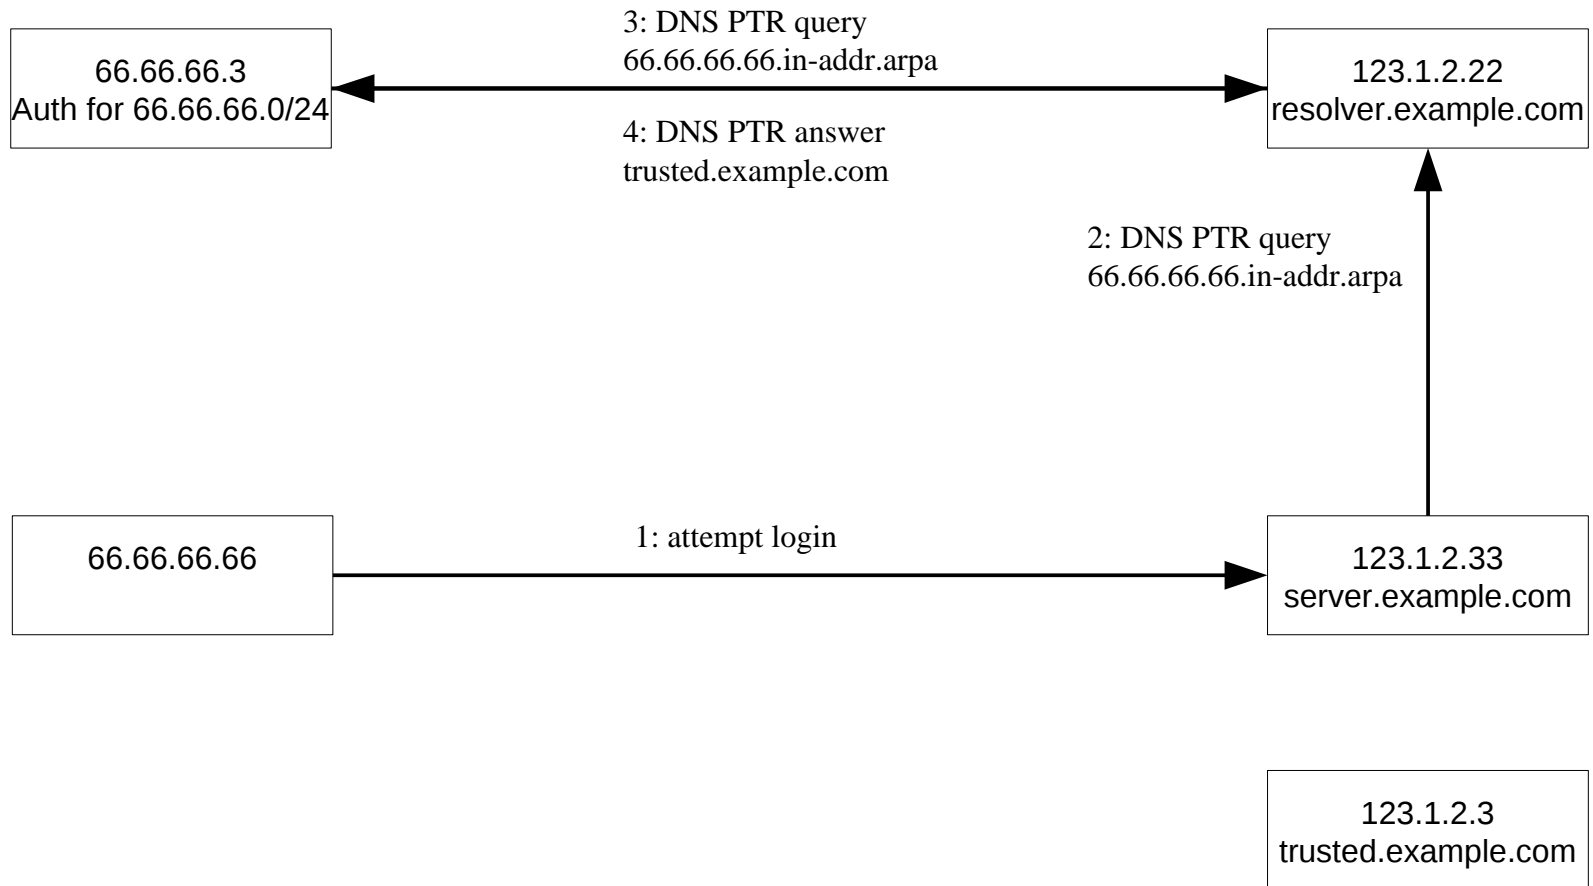 3: DNS PTR query
66.66.66.66.in-addr.arpa
66.66.66.3
Auth for 66.66.66.0/24
123.1.2.22
resolver.example.com
4: DNS PTR answer
trusted.example.com
2: DNS PTR query
66.66.66.66.in-addr.arpa
66.66.66.66
1: attempt login
123.1.2.33
server.example.com
123.1.2.3
trusted.example.com